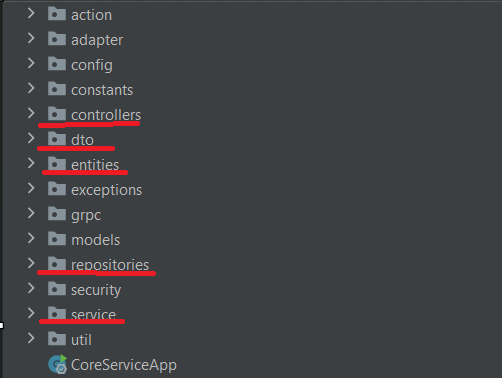 action
adapter
config
constants
controllers
dto
entities
exceptions
grpc
models
repositories
security
service
util
CoreServiceApp